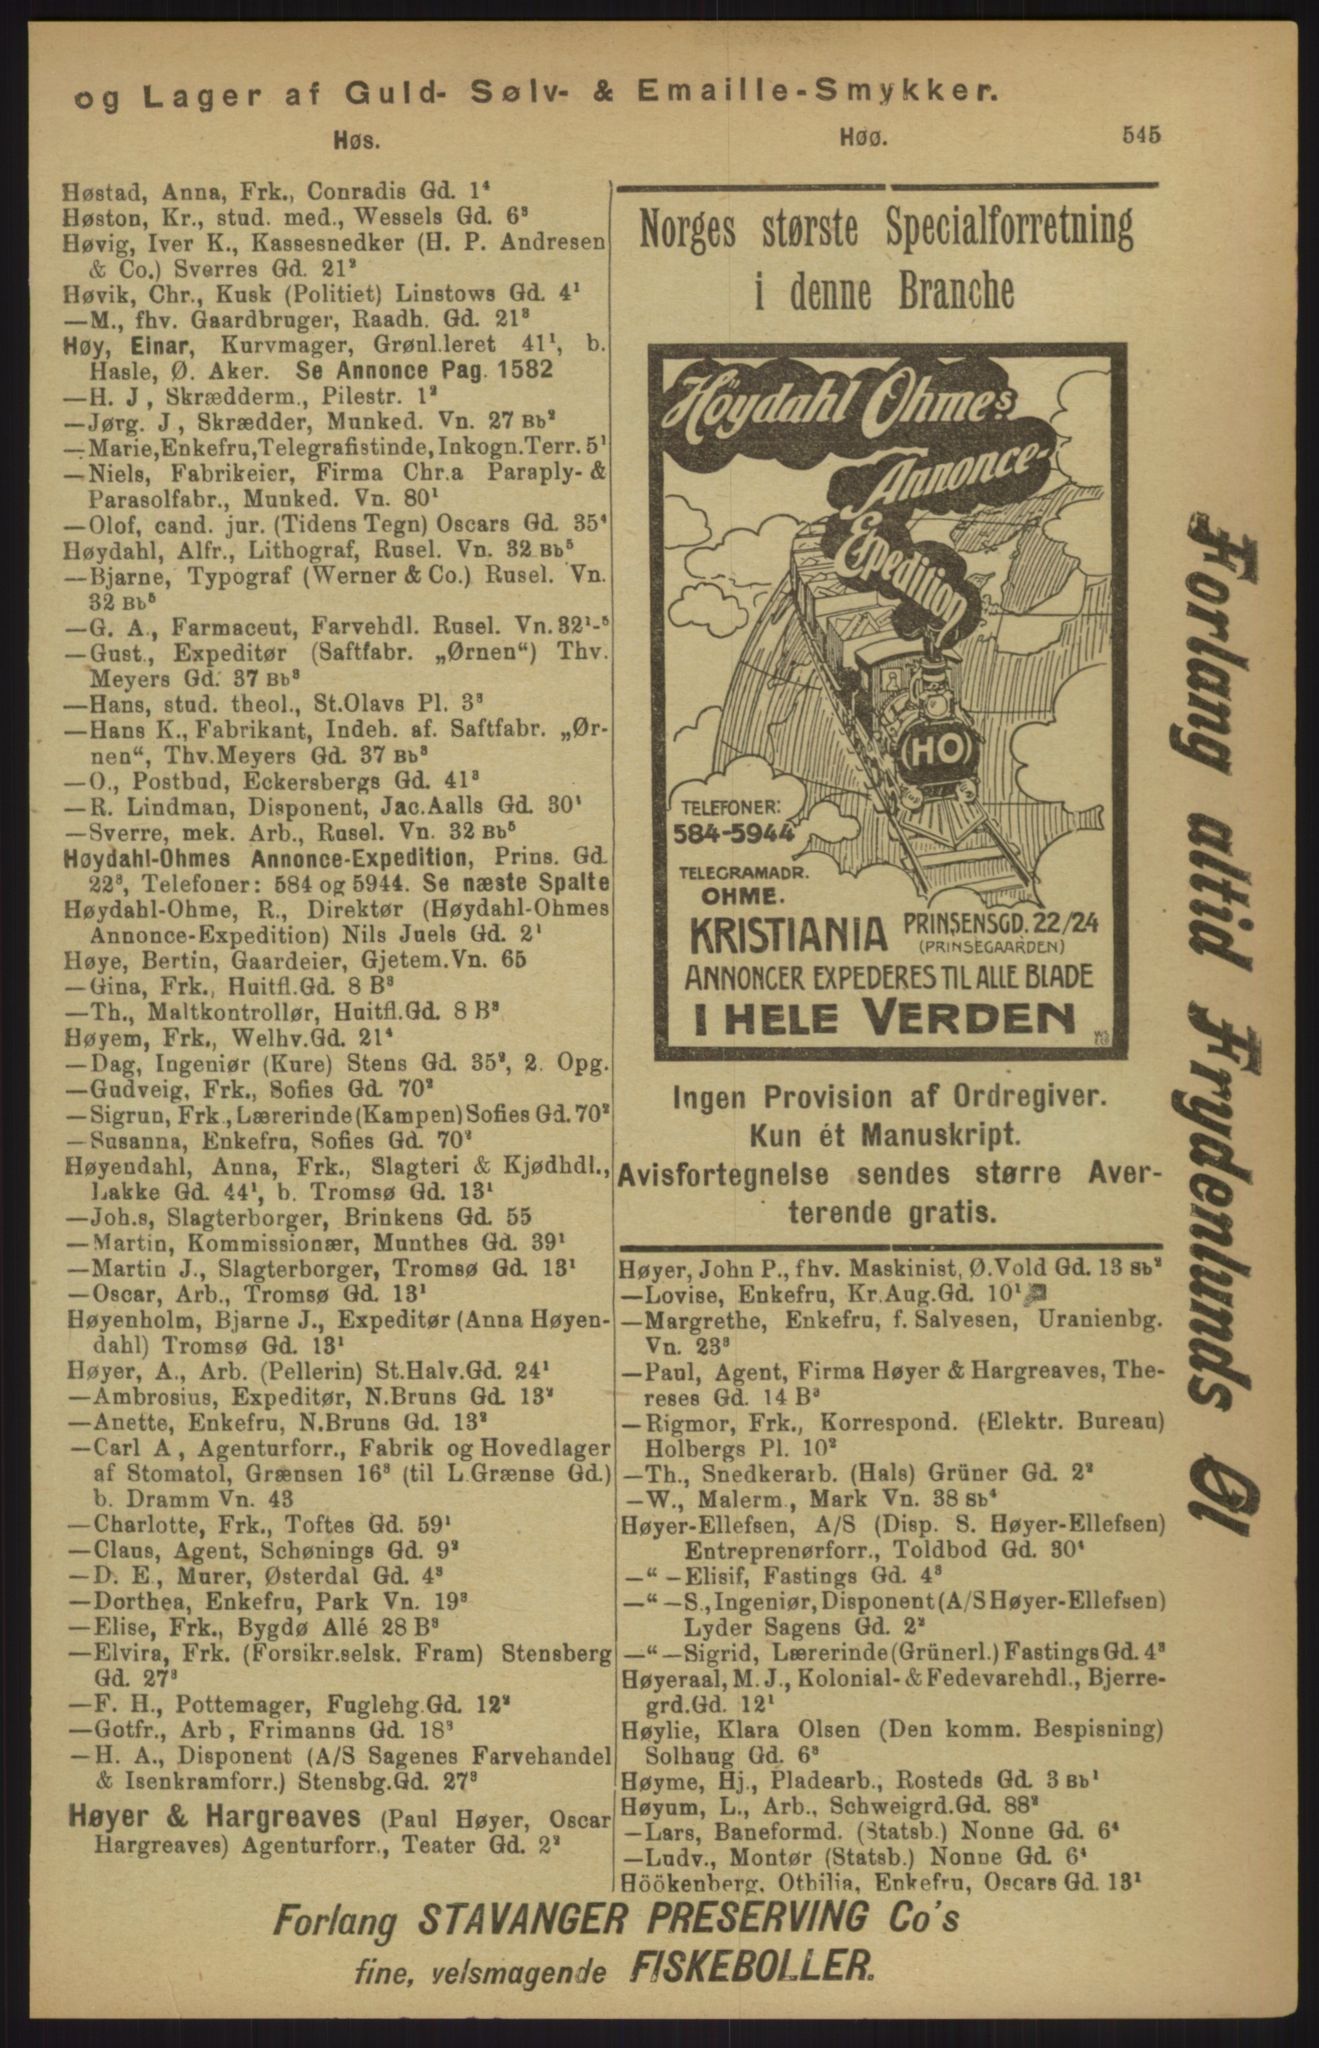 og Lager af Guld- Sølv- & Emaille-Smykker.
Høs.
Høø.
545
Høstad, Anna, Frk., Conradis Gd. 1⁴
Høston, Kr., stud. med., Wessels Gd. 6³
Høvig, Iver K., Kassesnedker (H. P. Andresen
& Co.) Sverres Gd. 21²
Høvik, Chr., Kusk (Politiet) Linstows Gd. 4¹
—M., fhv. Gaardbruger, Raadh. Gd. 21³
Høy, Einar, Kurvmager, Grønl.leret 41¹, b.
Hasle, Ø. Aker. Se Annonce Pag. 1582
—H. J, Skrædderm., Pilestr. 1²
—Jørg. J, Skrædder, Munked. Vn. 27 Bb²
—Marie, Enkefru, Telegrafistinde, Inkogn.Terr. 5¹
—Niels, Fabrikeier, Firma Chr.a Paraply- &
Parasolfabr., Munked. Vn. 80¹
—Olof, cand. jur. (Tidens Tegn) Oscars Gd. 35⁴
Høydahl, Alfr., Lithograf, Rusel. Vn. 32 Bb⁵
—Bjarne, Typograf (Werner & Co.) Rusel. Vn.
32 Bb⁵
—G. A., Farmaceut, Farvehdl. Rusel. Vn. 32¹-⁵
—Gust., Expeditør (Saftfabr. „Ørnen“) Thv.
Meyers Gd. 37 Bb³
—Hans, stud. theol., St.Olavs Pl. 3³
—Hans K., Fabrikant, Indeh. af. Saftfabr. „Ør-
nen“, Thv.Meyers Gd. 37 Bb³
—O., Postbud, Eckersbergs Gd. 41³
—R. Lindman, Disponent, Jac.Aalls Gd. 30¹
—Sverre, mek. Arb., Rusel. Vn. 32 Bb⁵
Høydahl-Ohmes Annonce-Expedition, Prins. Gd.
22³, Telefoner: 584 og 5944. Se næste Spalte
Høydahl-Ohme, R., Direktør (Høydahl-Ohmes
Annonce-Expedition) Nils Juels Gd. 2¹
Høye, Bertin, Gaardeier, Gjetem.Vn. 65
—Gina, Frk., Huitfl.Gd. 8 B³
—Th., Maltkontrollør, Huitfl.Gd. 8 B³
Høyem, Frk., Welhv.Gd. 21⁴
—Dag, Ingeniør (Kure) Stens Gd. 35², 2. Opg.
—Gudveig, Frk., Sofies Gd. 70²
—Sigrun, Frk., Lærerinde (Kampen) Sofies Gd. 70²
—Susanna, Enkefru, Sofies Gd. 70²
Høyendahl, Anna, Frk., Slagteri & Kjødhdl.,
Lakke Gd. 44¹, b. Tromsø Gd. 13¹
—Joh.s, Slagterborger, Brinkens Gd. 55
—Martin, Kommissionær, Munthes Gd. 39¹
—Martin J., Slagterborger, Tromsø Gd. 13¹
—Oscar, Arb., Tromsø Gd. 13¹
Høyenholm, Bjarne J., Expeditør (Anna Høyen-
dahl) Tromsø Gd. 13¹
Høyer, A., Arb. (Pellerin) St.Halv.Gd. 24¹
—Ambrosius, Expeditør, N.Bruns Gd. 13²
—Anette, Enkefru, N.Bruns Gd. 13²
—Carl A, Agenturforr., Fabrik og Hovedlager
af Stomatol, Grænsen 16³ (til L.Grænse Gd.)
b. Dramm Vn. 43
—Charlotte, Frk., Toftes Gd. 59¹
—Claus, Agent, Schønings Gd. 9²
—D. E, Murer, Østerdal Gd. 4³
—Dorthea, Enkefru, Park Vn. 19³
—Elise, Frk., Bygdø Allé 28 B³
—Elvira, Frk. (Forsikr.selsk. Fram) Stensberg
Gd. 27³
—F. H., Pottemager, Fuglehg.Gd. 12²
—Gotfr., Arb, Frimanns Gd. 18³
—H. A., Disponent (A/S Sagenes Farvehandel
& Isenkramforr.) Stensbg.Gd. 27³
Høyer & Hargreaves (Paul Høyer, Oscar
Hargreaves) Agenturforr., Teater Gd. 2²
Norges største Specialforretning
i denne Branche
Høydahl Ohmes
Annonce-
Expedition
HO
TELEFONER:
584-5944
TELEGRAMADR.
OHME.
KRISTIANIA PRINSENSGD. 22/24
(PRINSEGAARDEN)
ANNONCER EXPEDERES TIL ALLE BLADE
I HELE VERDEN
Ingen Provision af Ordregiver.
Kun ét Manuskript.
Avisfortegnelse sendes større Aver-
terende gratis.
Høyer, John P., fhv. Maskinist, Ø.Vold Gd. 13 Sb²
—Lovise, Enkefru, Kr.Aug.Gd. 10¹
—Margrethe, Enkefru, f. Salvesen, Uranienbg.
Vn. 23³
—Paul, Agent, Firma Høyer & Hargreaves, The-
reses Gd. 14 B³
—Rigmor, Frk., Korrespond. (Elektr. Bureau)
Holbergs Pl. 10²
—Th., Snedkerarb. (Hals) Grüner Gd. 2²
—W., Malerm., Mark Vn. 38 Sb⁴
Høyer-Ellefsen, A/S (Disp. S. Høyer-Ellefsen)
Entreprenørforr., Toldbod Gd. 30⁴
—“ —Elisif, Fastings Gd. 4³
—“ —S., Ingeniør, Disponent (A/S Høyer-Ellefsen)
Lyder Sagens Gd. 2²
—“ —Sigrid, Lærerinde (Grünerl.) Fastings Gd. 4³
Høyeraal, M. J., Kolonial- & Fedevarehdl., Bjerre-
grd.Gd. 12¹
Høylie, Klara Olsen (Den komm. Bespisning)
Solhaug Gd. 6³
Høyme, Hj., Pladearb., Rosteds Gd. 3 Bb¹
Høyum, L., Arb., Schweigrd.Gd. 88²
—Lars, Baneformd. (Statsb.) Nonne Gd. 6⁴
—Ludv., Montør (Statsb.) Nonne Gd. 6⁴
Höökenberg, Othilia, Enkefru, Oscars Gd. 13¹
Forlang altid Frydenlunds Øl
Forlang STAVANGER PRESERVING Co's
fine, velsmagende FISKEBOLLER.